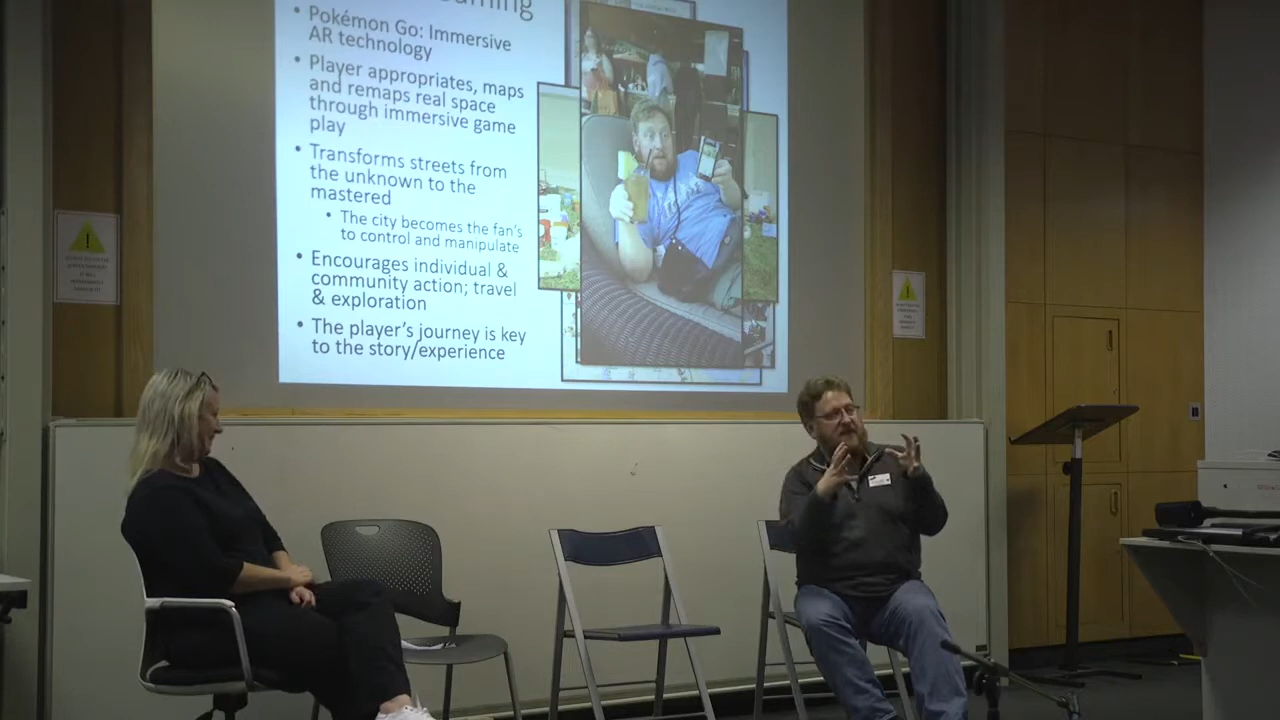 • Pokémon Go: Immersive
AR technology
• Player appropriates, maps
and remaps real space
through immersive game
play
• Transforms streets from
the unknown to the
mastered
• The city becomes the fan's
to control and manipulate
• Encourages individual &
community action; travel
& exploration
• The player's journey is key
to the story/experience